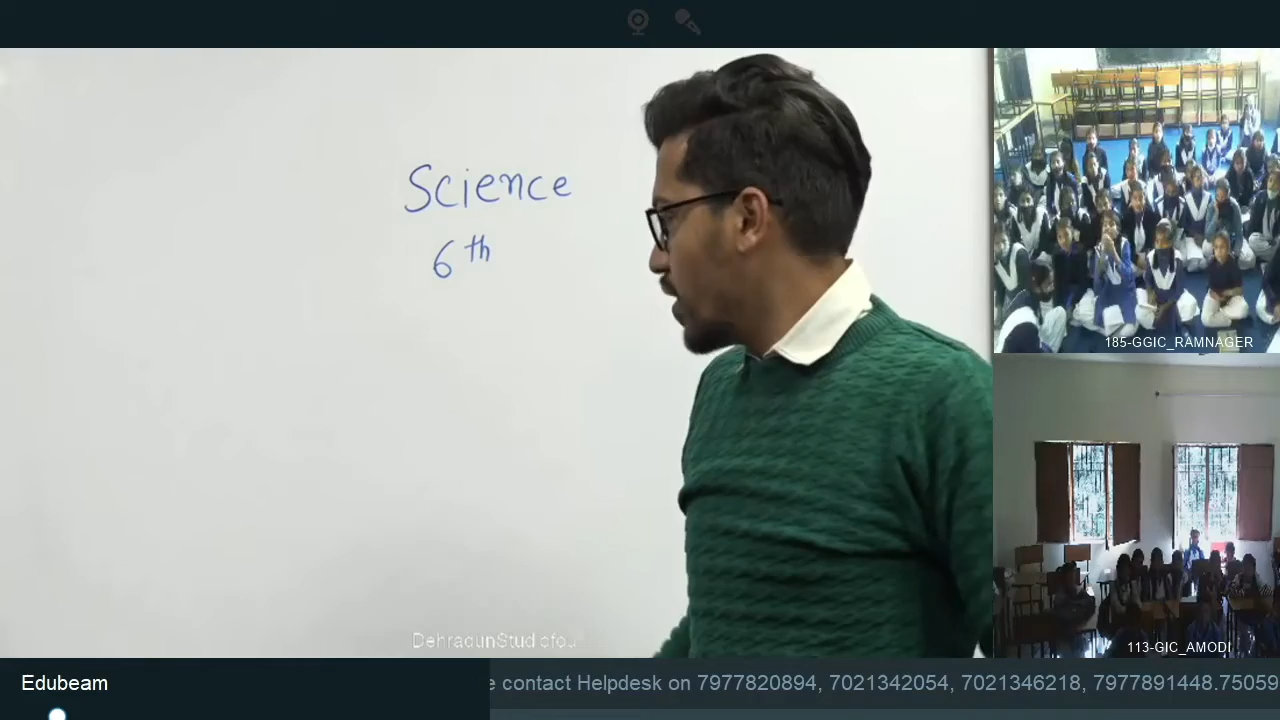 Science
6th
185-GGIC_RAMNAGER
113-GIC_AMODI
Edubeam
contact Helpdesk on 7977820894, 7021342054, 7021346218, 7977891448.75059